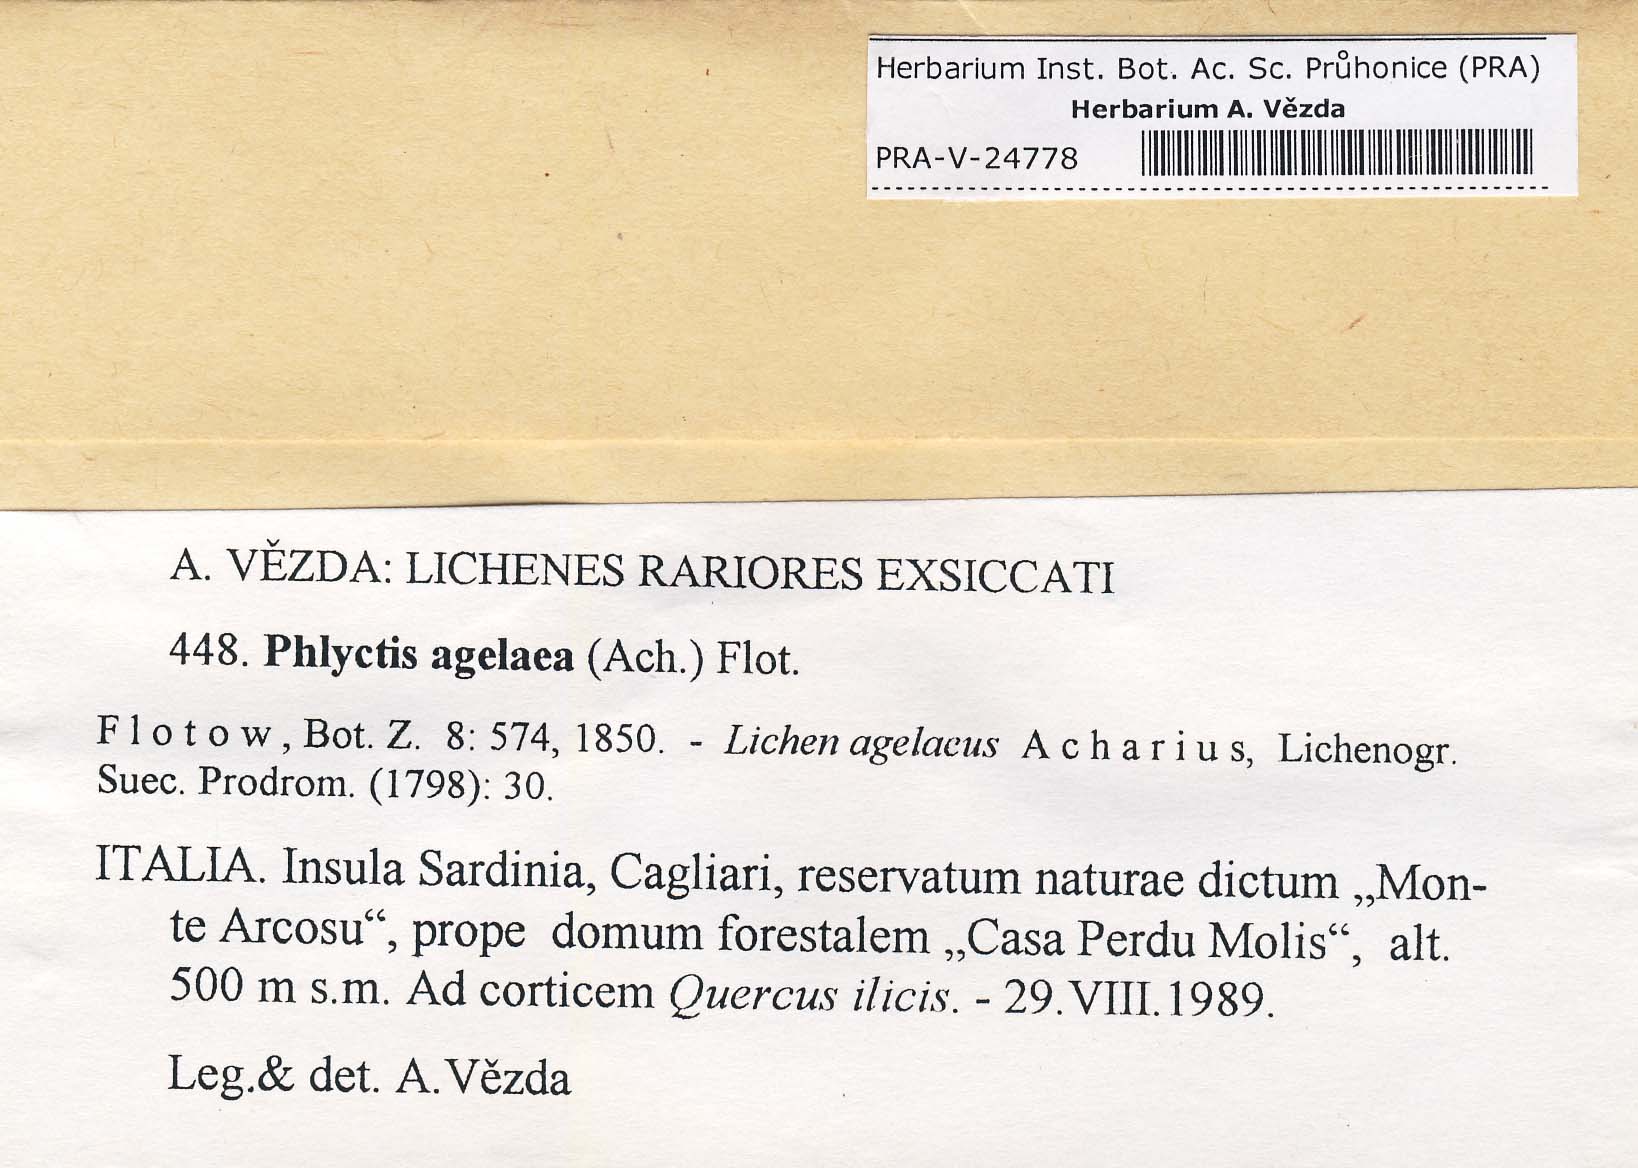 Herbarium Inst. Bot. Ac. Sc. Průhonice (PRA)
Herbarium A. Vězda
PRA-V-24778
A. VĚZDA: LICHENES RARIORES EXSICCATI
448. Phlyctis agelaea (Ach.) Flot.
F l o t o w , Bot. Z. 8: 574, 1850. - Lichen agelaeus A c h a r i u s, Lichenogr.
Suec. Prodrom. (1798): 30.
ITALIA. Insula Sardinia, Cagliari, reservatum naturae dictum „Mon-
te Arcosu“, prope domum forestalem „Casa Perdu Molis“, alt.
500 m s.m. Ad corticem Quercus ilicis. - 29.VIII.1989.
Leg.& det. A.Vězda